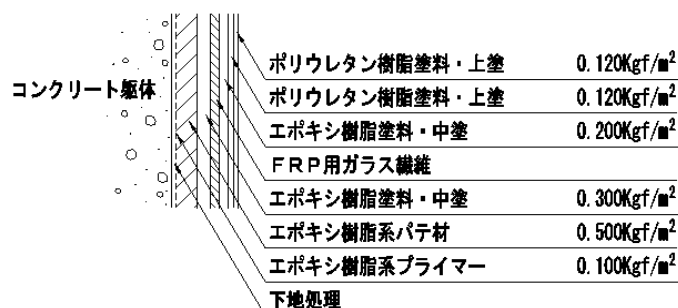 ポリウレタン樹脂塗料・上塗 0.120Kgf/m²
コンクリート躯体
ポリウレタン樹脂塗料・上塗 0.120Kgf/m²
エポキシ樹脂塗料・中塗 0.200Kgf/m²
FRP用ガラス繊維
エポキシ樹脂塗料・中塗 0.300Kgf/m²
エポキシ樹脂系パテ材 0.500Kgf/m²
エポキシ樹脂系プライマー 0.100Kgf/m²
下地処理